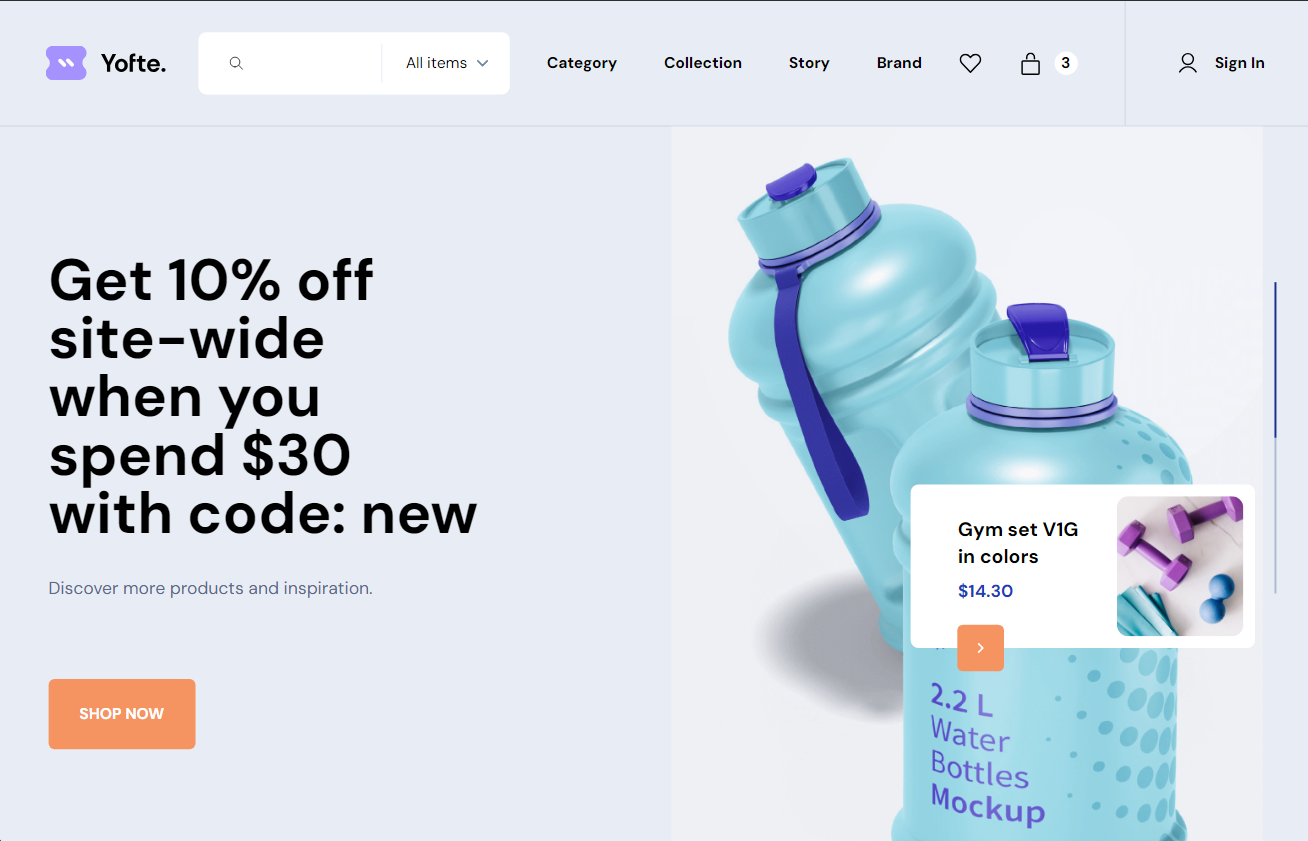 Yofte.
All items
Category
Collection
Story
Brand
3
Sign In
Get 10% off
site-wide
when you
spend $30
with code: new
Discover more products and inspiration.
SHOP NOW
Gym set V1G
in colors
$14.30
2.2 L
Water
Bottles
Mockup